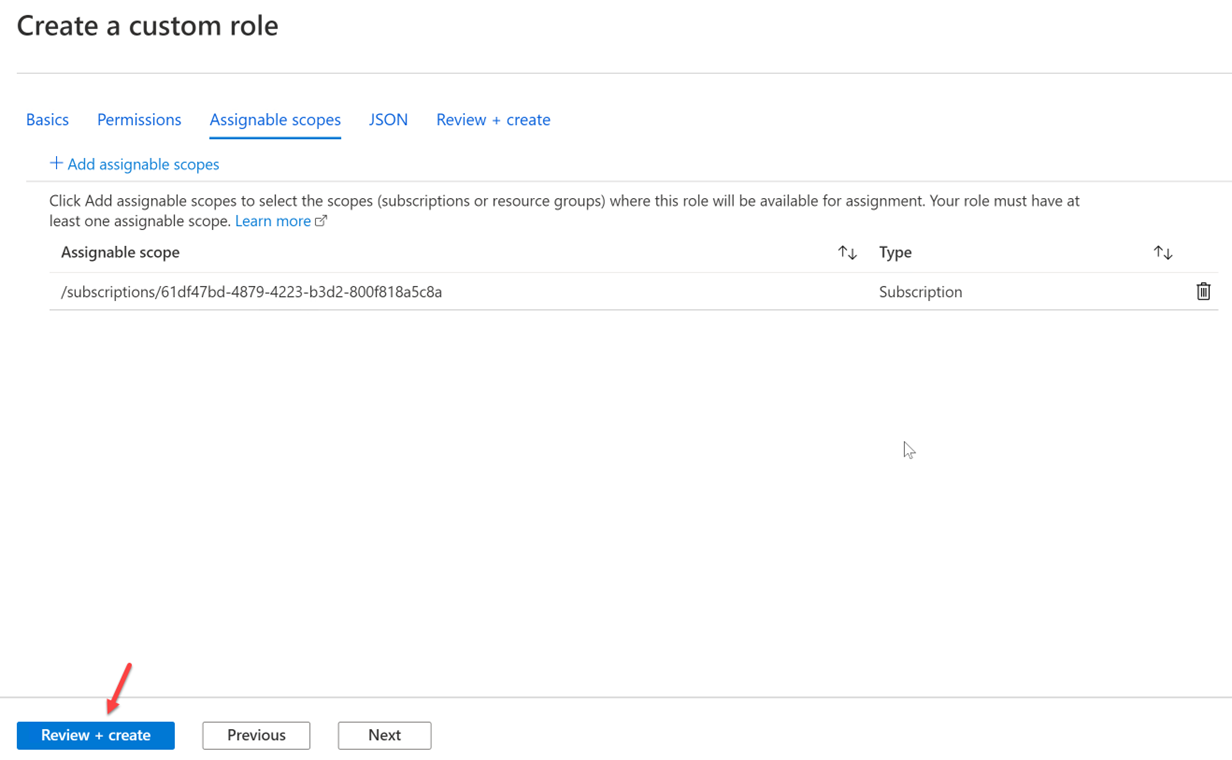 Create a custom role
Basics Permissions Assignable scopes JSON Review + create
+ Add assignable scopes
Click Add assignable scopes to select the scopes (subscriptions or resource groups) where this role will be available for assignment. Your role must have at
least one assignable scope. Learn more
Assignable scope Type
/subscriptions/61df47bd-4879-4223-b3d2-800f818a5c8a Subscription
Review + create Previous Next